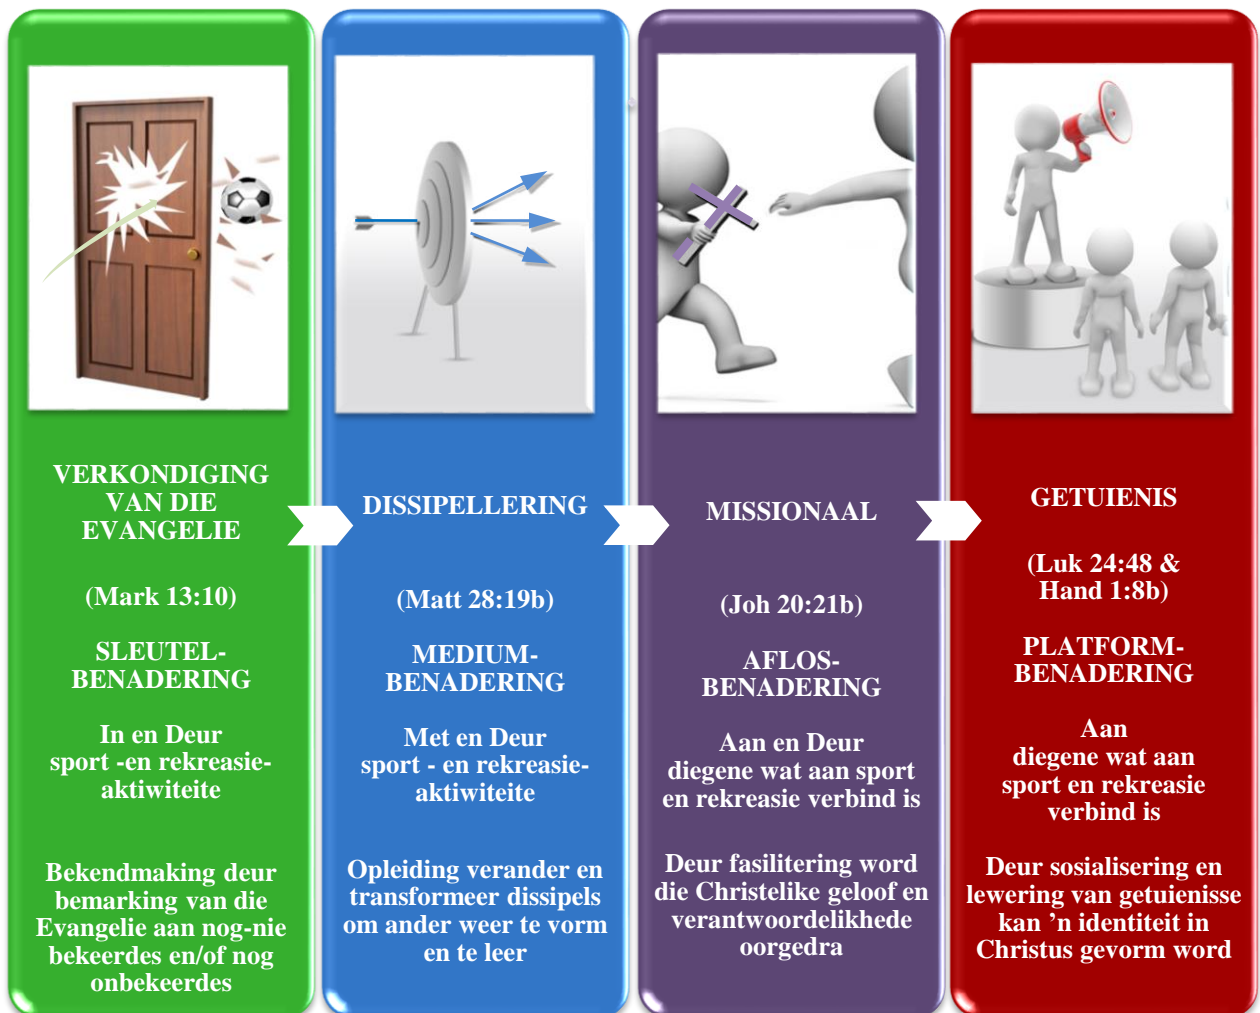 VERKONDIGING
VAN DIE
EVANGELIE
(Mark 13:10)
SLEUTEL-
BENADERING
In en Deur
sport -en rekreasie-
aktiwiteite
Bekendmaking deur
bemarking van die
Evangelie aan nog-nie
bekeerdes en/of nog
onbekeerdes
DISSIPELLERING
(Matt 28:19b)
MEDIUM-
BENADERING
Met en Deur
sport - en rekreasie-
aktiwiteite
Opleiding verander en
transformeer dissipels
om ander weer te vorm
en te leer
MISSIONAAL
(Joh 20:21b)
AFLOS-
BENADERING
Aan en Deur
diegene wat aan sport
en rekreasie verbind is
Deur fasilitering word
die Christelike geloof en
verantwoordelikhede
oorgedra
GETUIENIS
(Luk 24:48 &
Hand 1:8b)
PLATFORM-
BENADERING
Aan
diegene wat aan
sport en rekreasie
verbind is
Deur sosialisering en
lewering van getuienisse
kan ’n identiteit in
Christus gevorm word